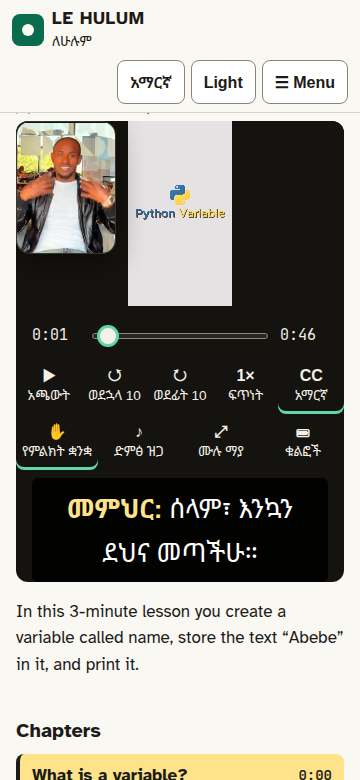 LE HULUM
ለሁሉም
አማርኛ
Light
☰ Menu
Python Variable
0:01
0:46
አጫውት
ወደኋላ 10
ወደፊት 10
1×
ፍጥነት
CC
አማርኛ
የምልክት ቋንቋ
ድምፅ ዝጋ
ሙሉ ማያ
ቁልፎች
መምህር: ሰላም፣ እንኳን
ደህና መጣችሁ።
In this 3-minute lesson you create a
variable called name, store the text “Abebe”
in it, and print it.
Chapters
What is a variable?
0:00